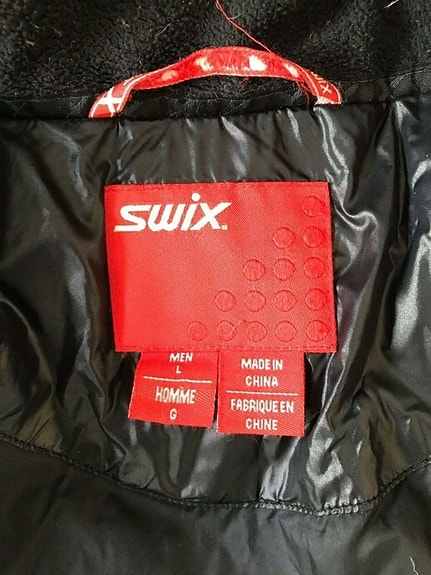 SWIX
MEN
L
HOMME
G
MADE IN
CHINA
FABRIQUE EN
CHINE